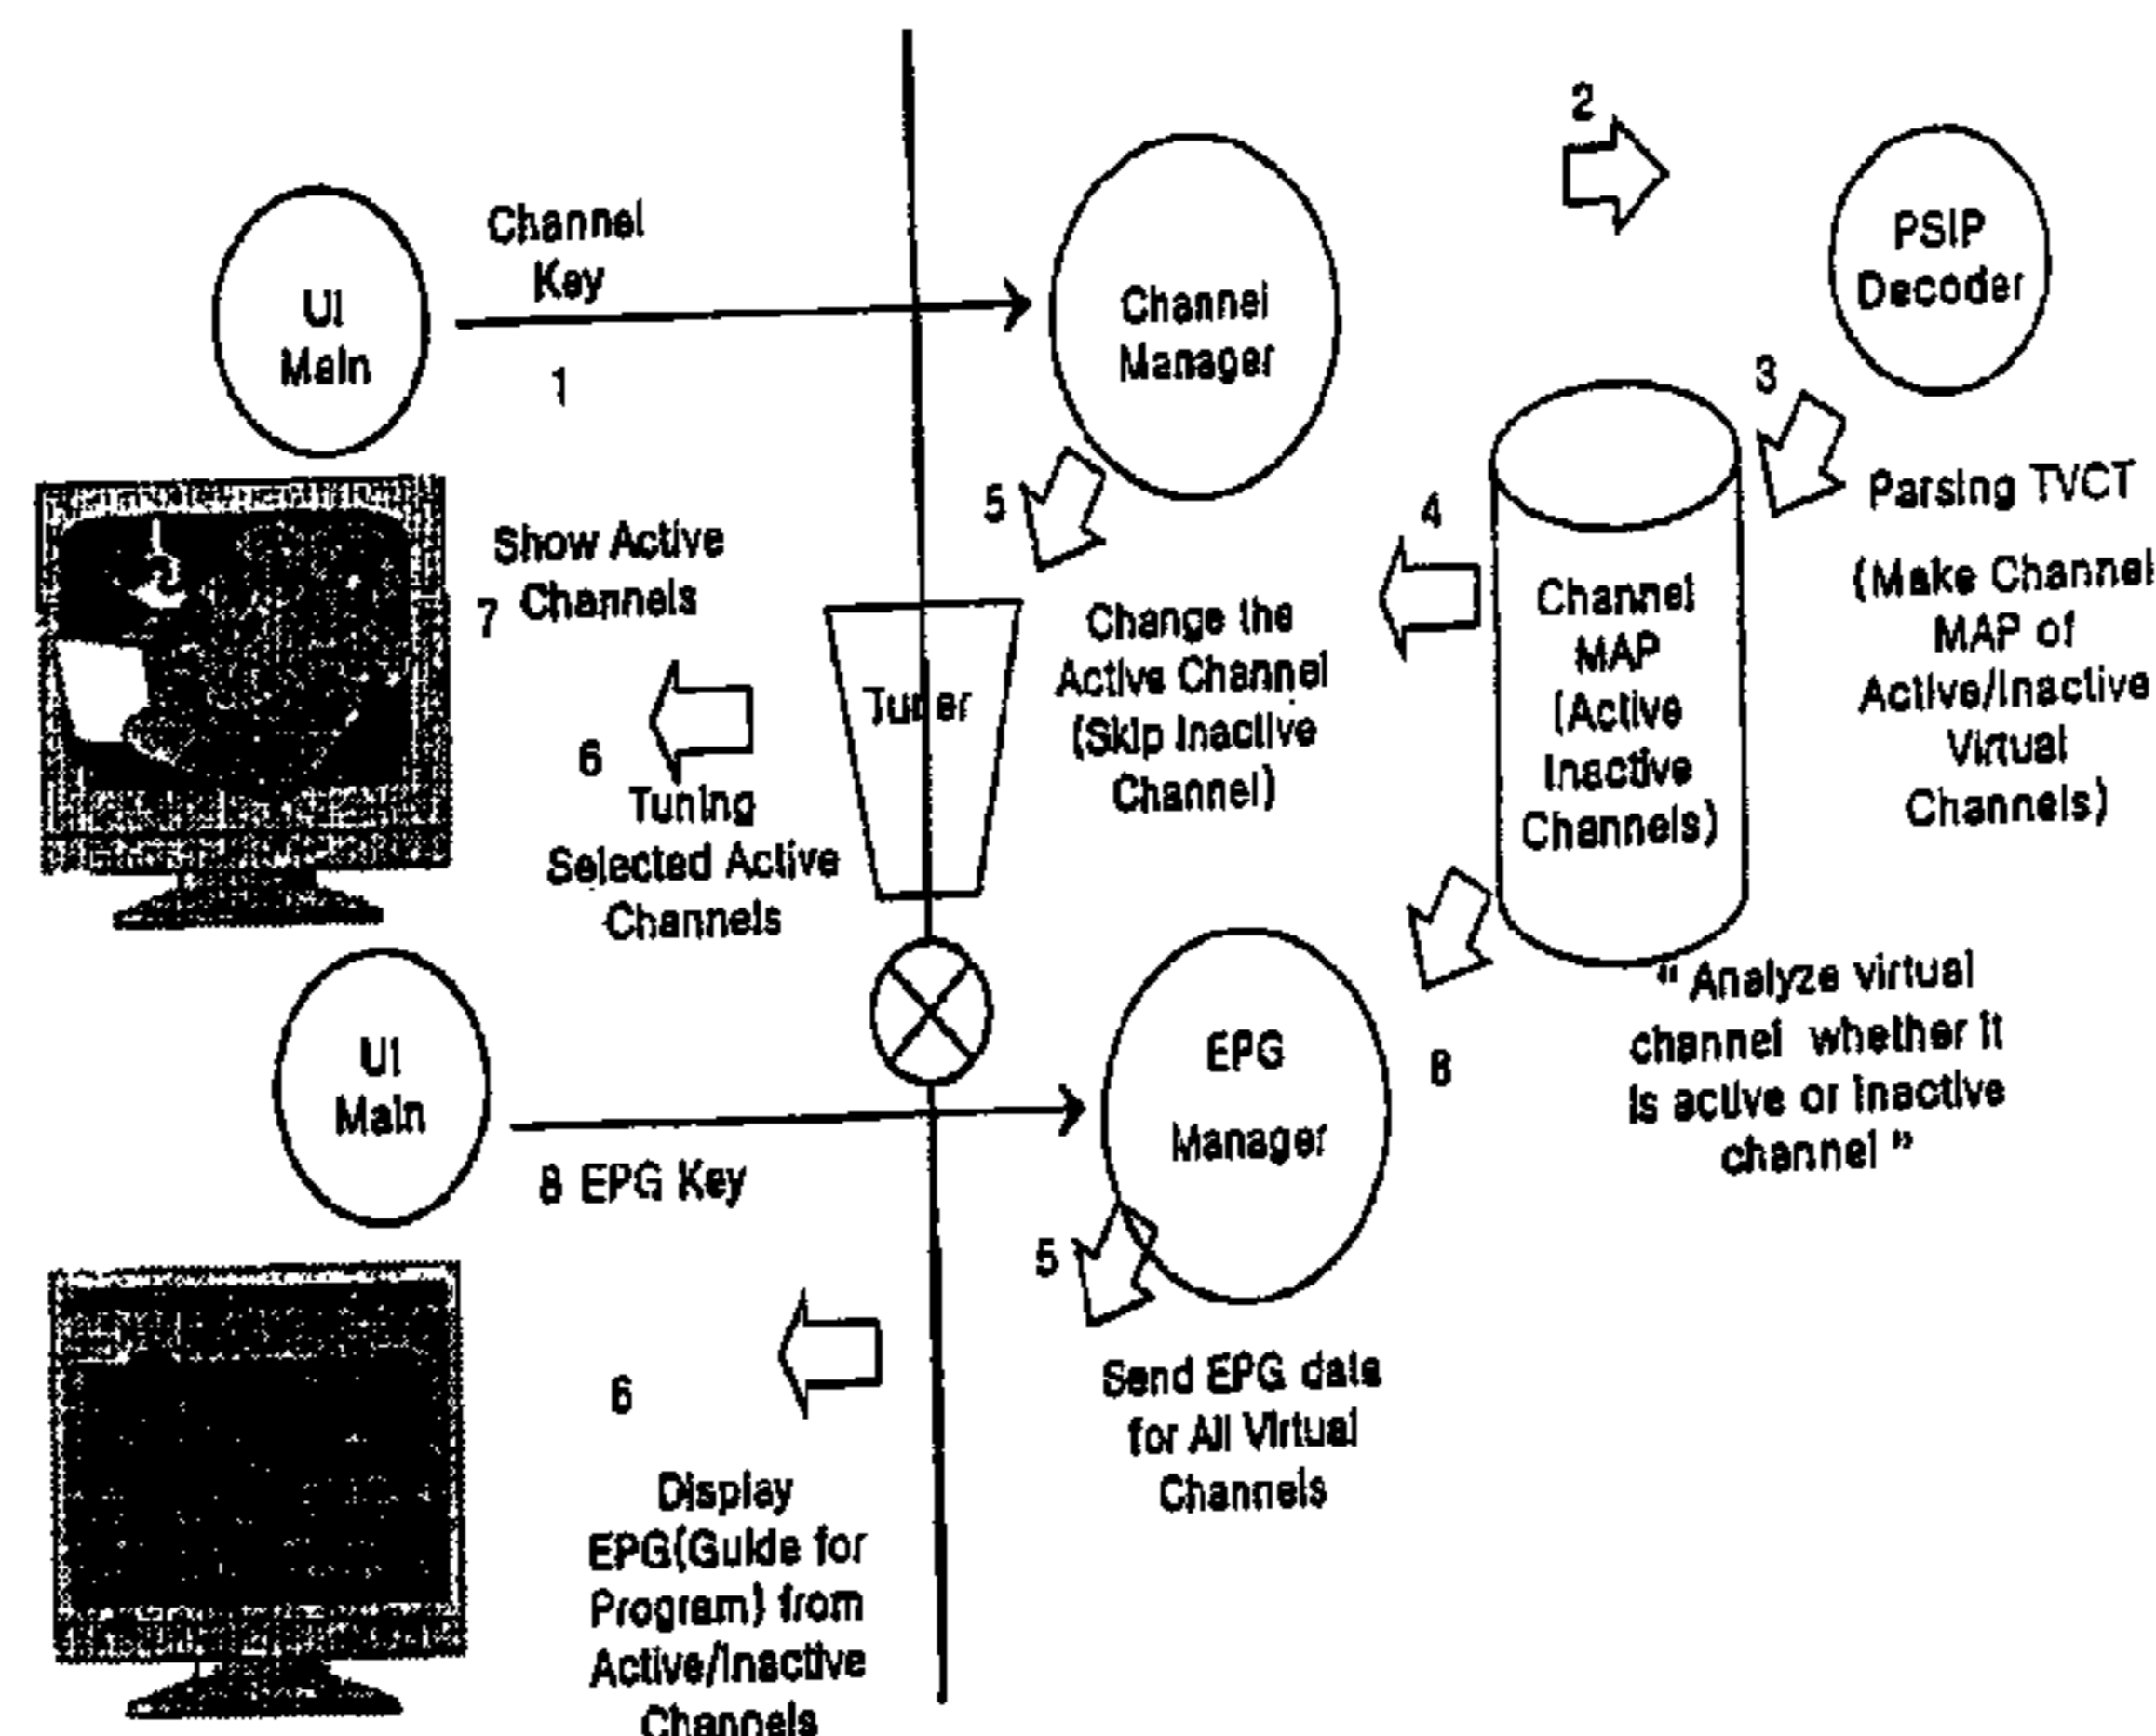 2
Channel
Key
UI
Main
1
Channel
Manager
PSIP
Decoder
3
Parsing TVCT
(Make Channel
MAP of
Active/Inactive
Virtual
Channels)
4
Channel
MAP
(Active
Inactive
Channels)
5
Change the
Active Channel
(Skip Inactive
Channel)
Show Active
7 Channels
Tuner
6
Tuning
Selected Active
Channels
" Analyze virtual
channel whether it
is active or inactive
channel "
UI
Main
8 EPG Key
EPG
Manager
8
5
Send EPG data
for All Virtual
Channels
6
Display
EPG(Guide for
Program) from
Active/Inactive
Channels